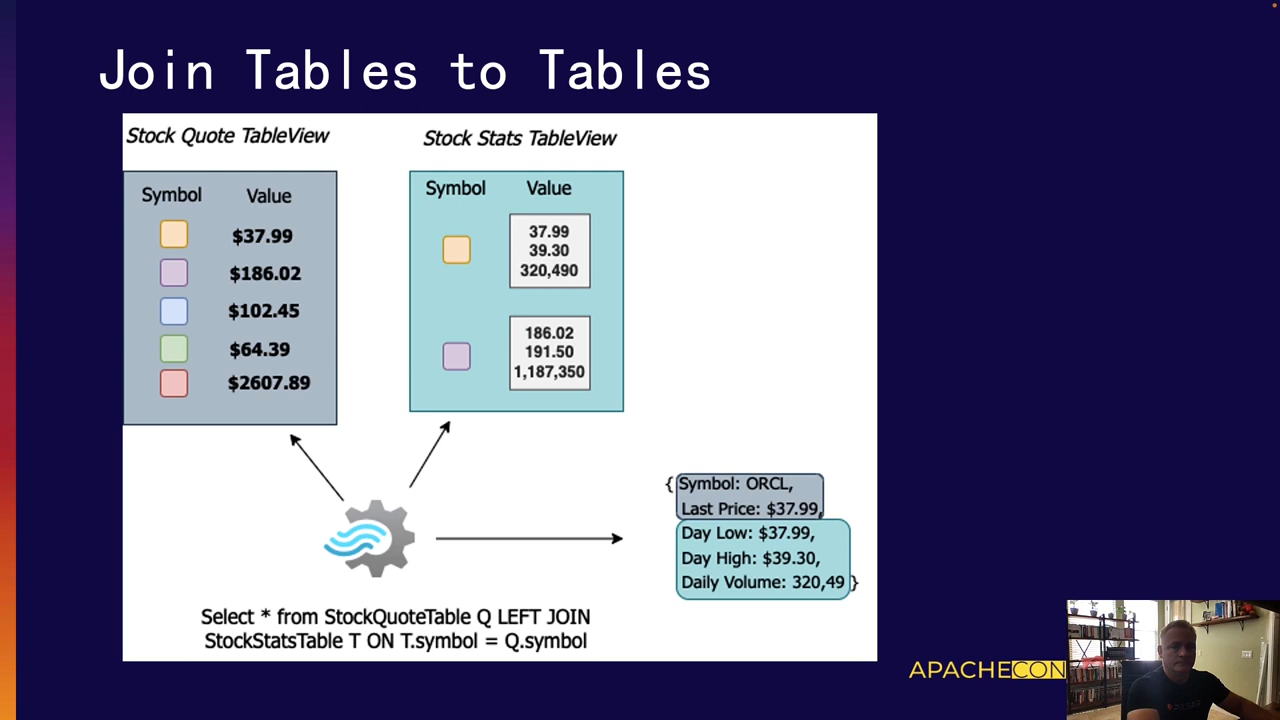 Join Tables to Tables
Stock Quote TableView
Symbol Value
$37.99
$186.02
$102.45
$64.39
$2607.89
Stock Stats TableView
Symbol Value
37.99
39.30
320,490
186.02
191.50
1,187,350
{ Symbol: ORCL,
Last Price: $37.99,
Day Low: $37.99,
Day High: $39.30,
Daily Volume: 320,49 }
Select * from StockQuoteTable Q LEFT JOIN
StockStatsTable T ON T.symbol = Q.symbol
APACHECON